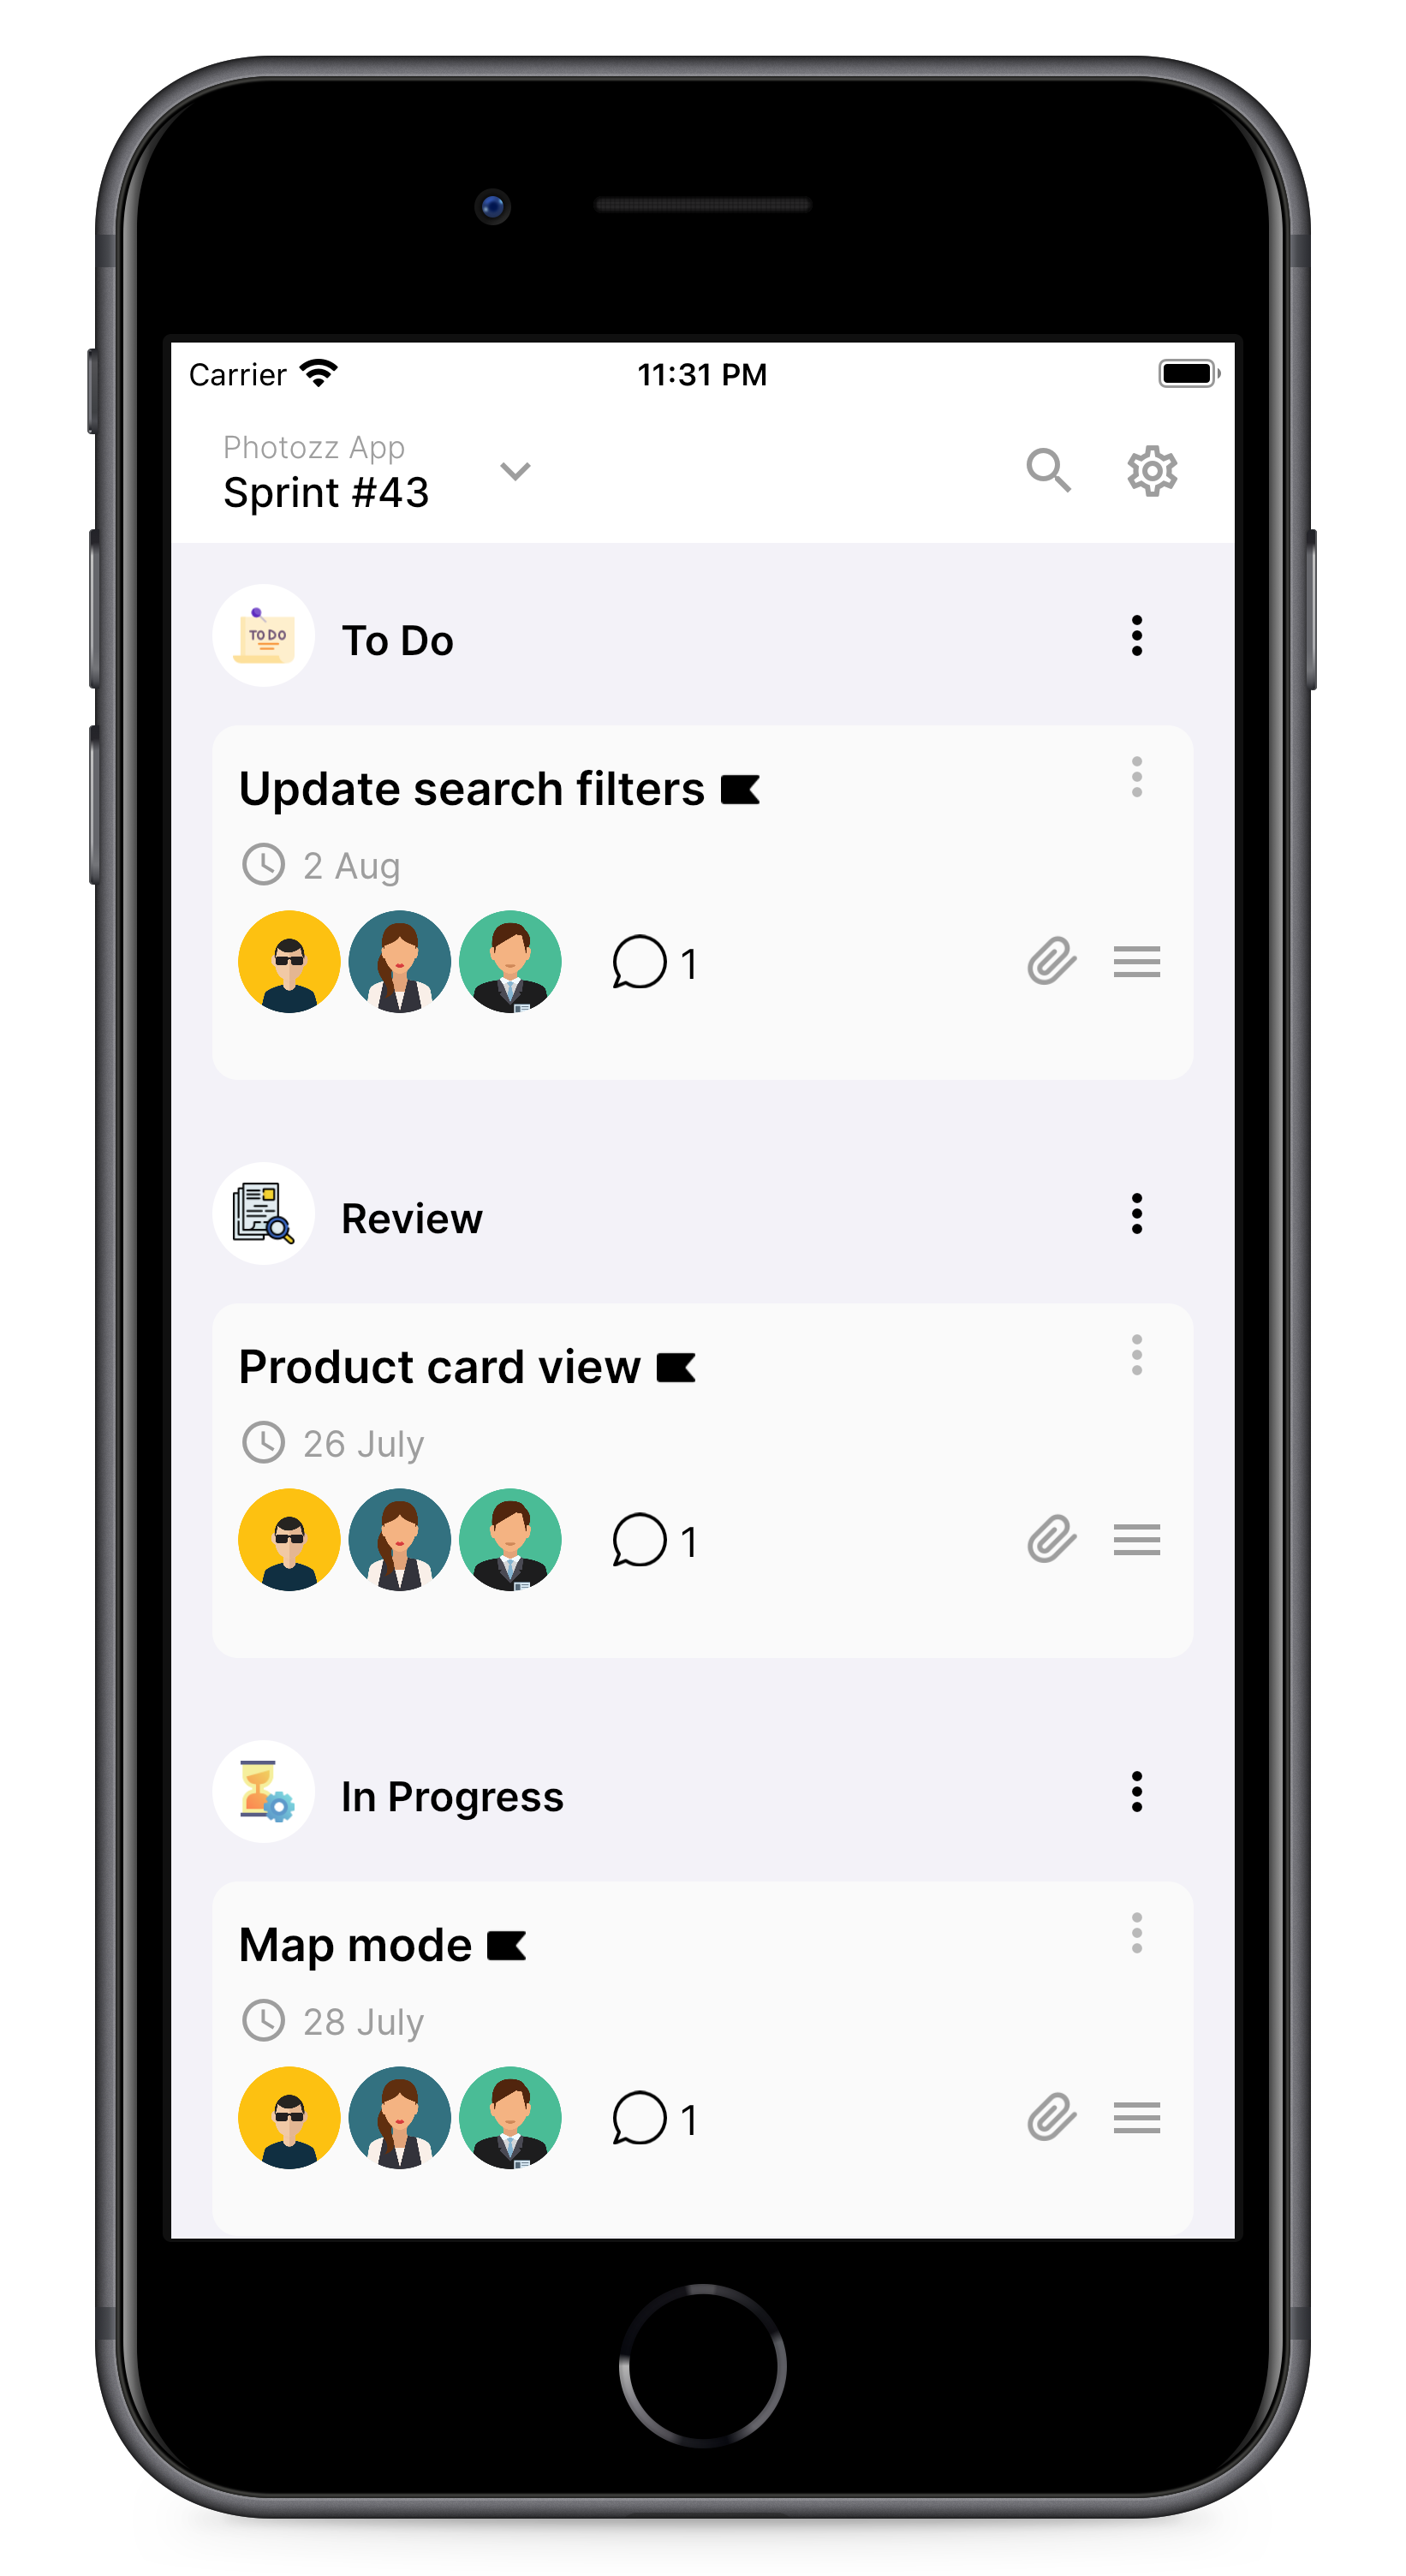 Carrier 11:31 PM
Photozz App
Sprint #43
TO DO
To Do
Update search filters
2 Aug
1
Review
Product card view
26 July
1
In Progress
Map mode
28 July
1